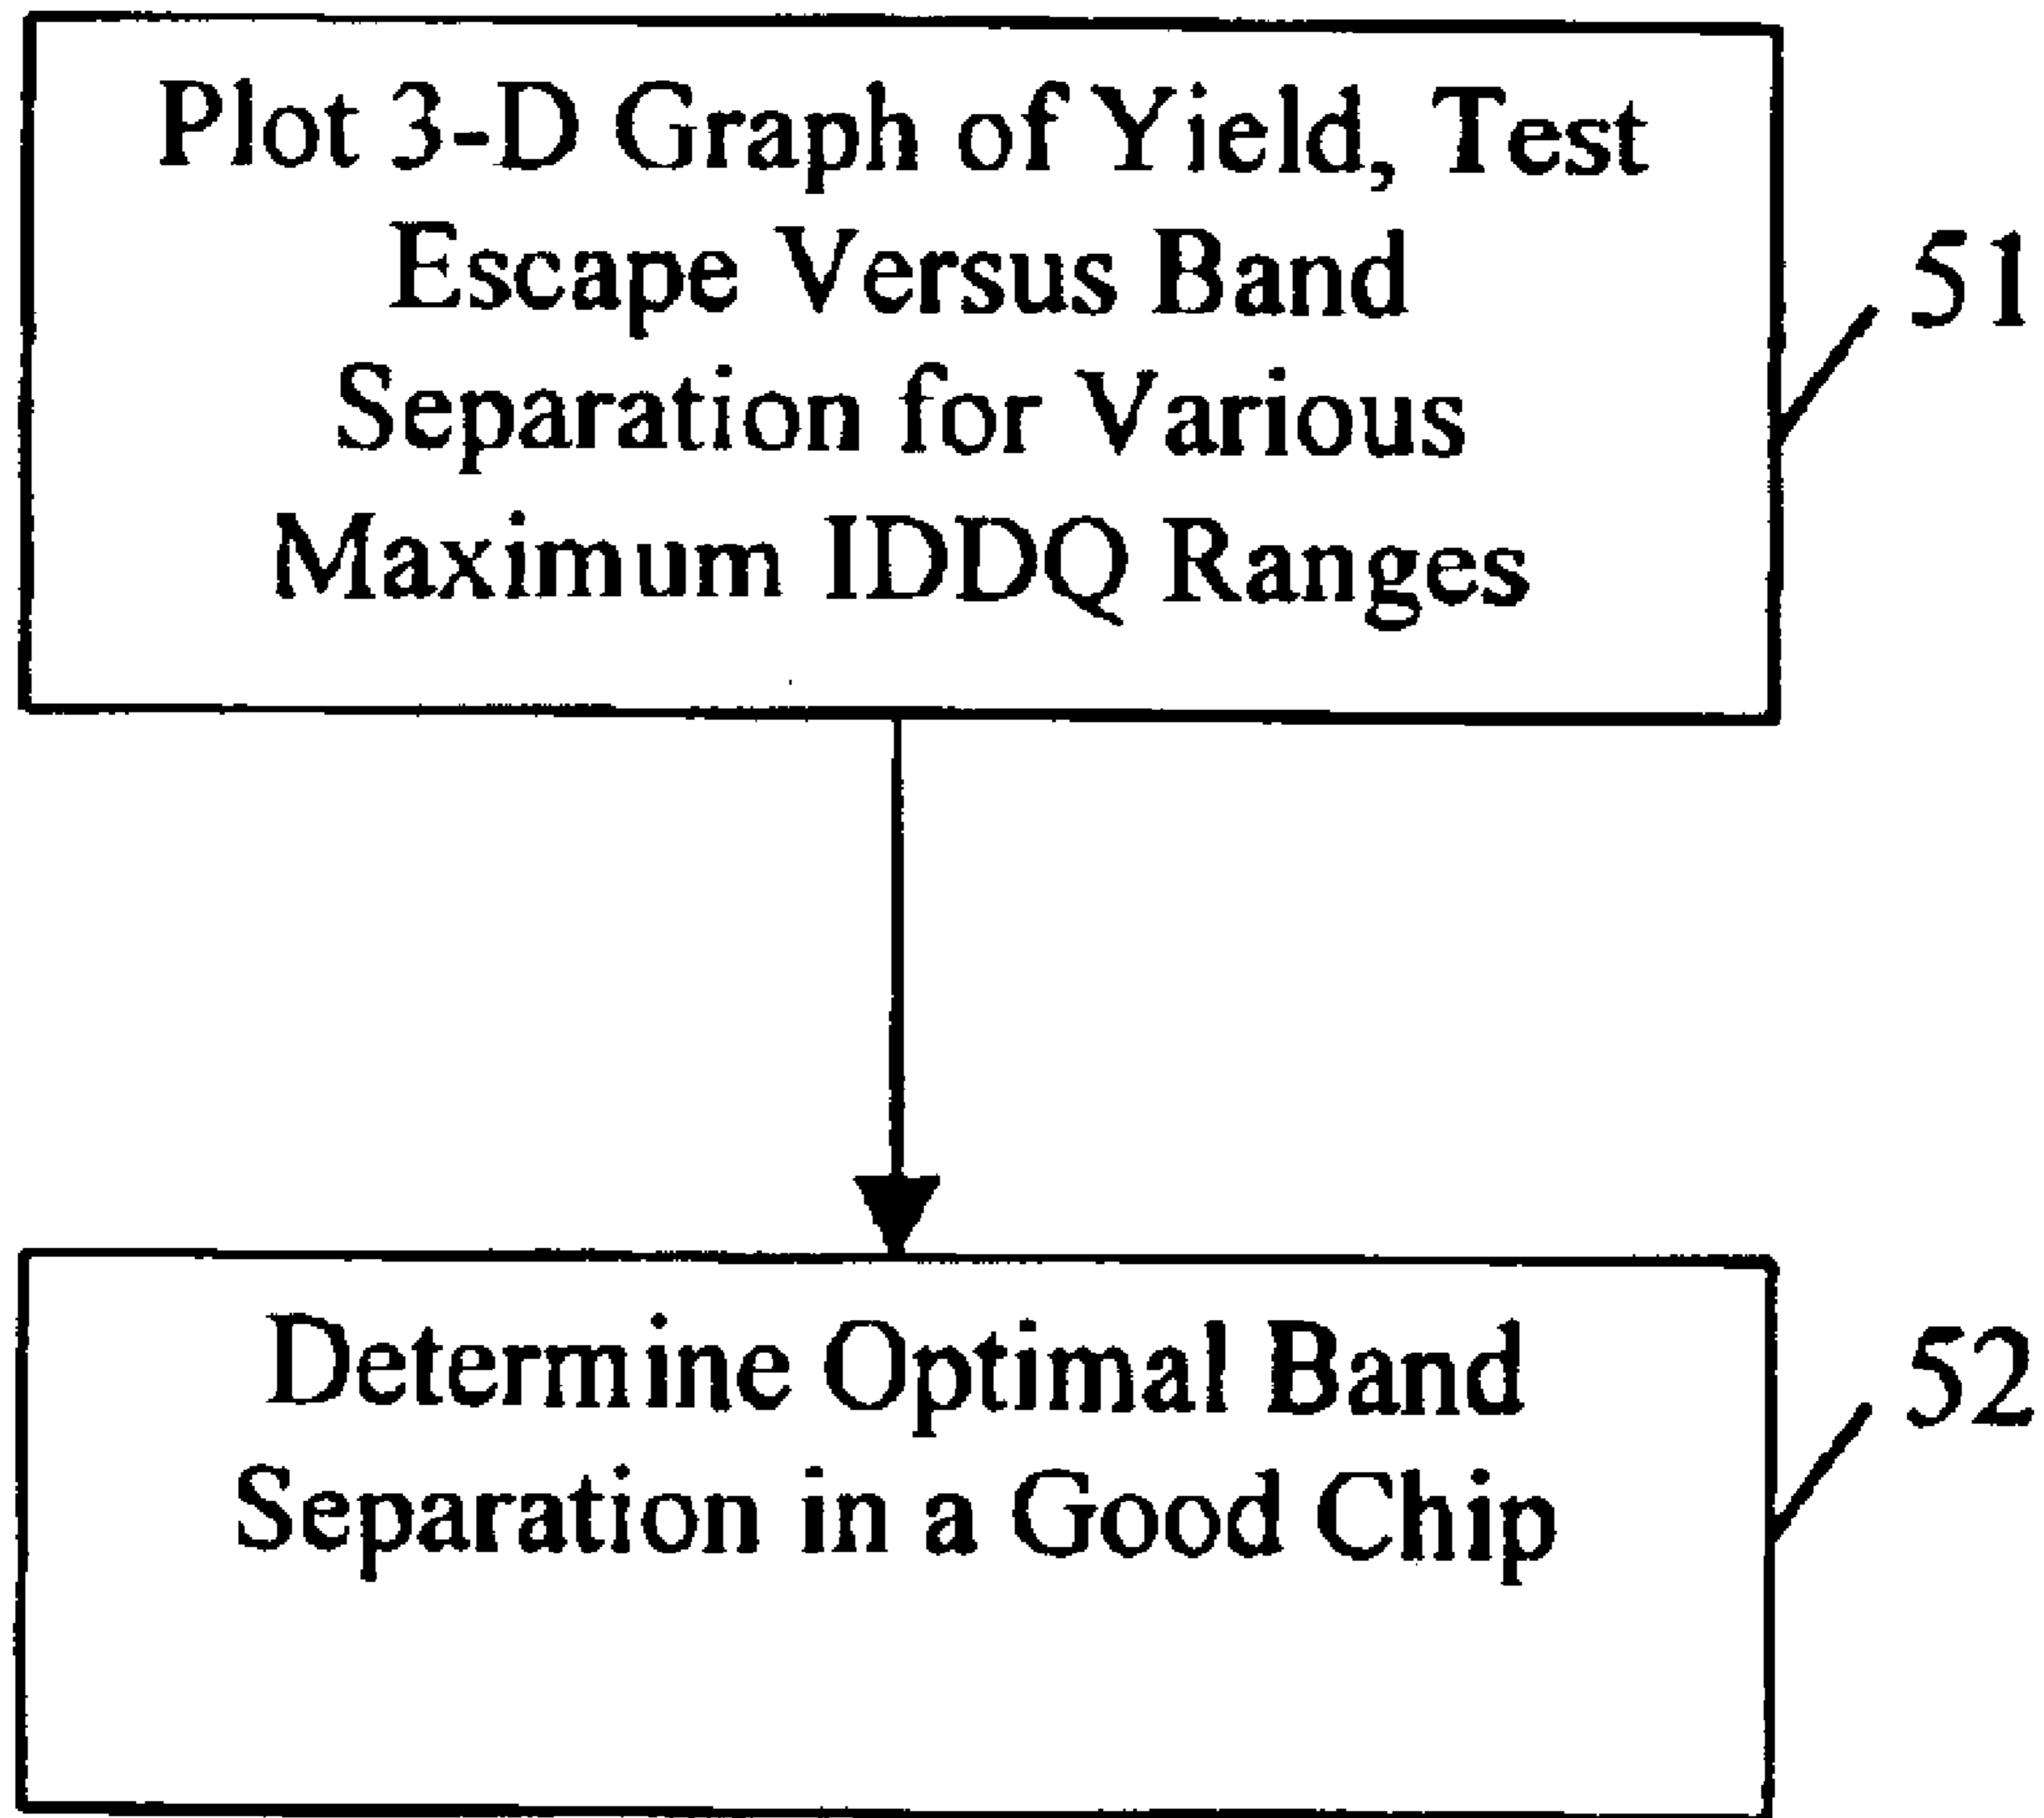 Plot 3-D Graph of Yield, Test
Escape Versus Band
Separation for Various
Maximum IDDQ Ranges
51
Determine Optimal Band
Separation in a Good Chip
52